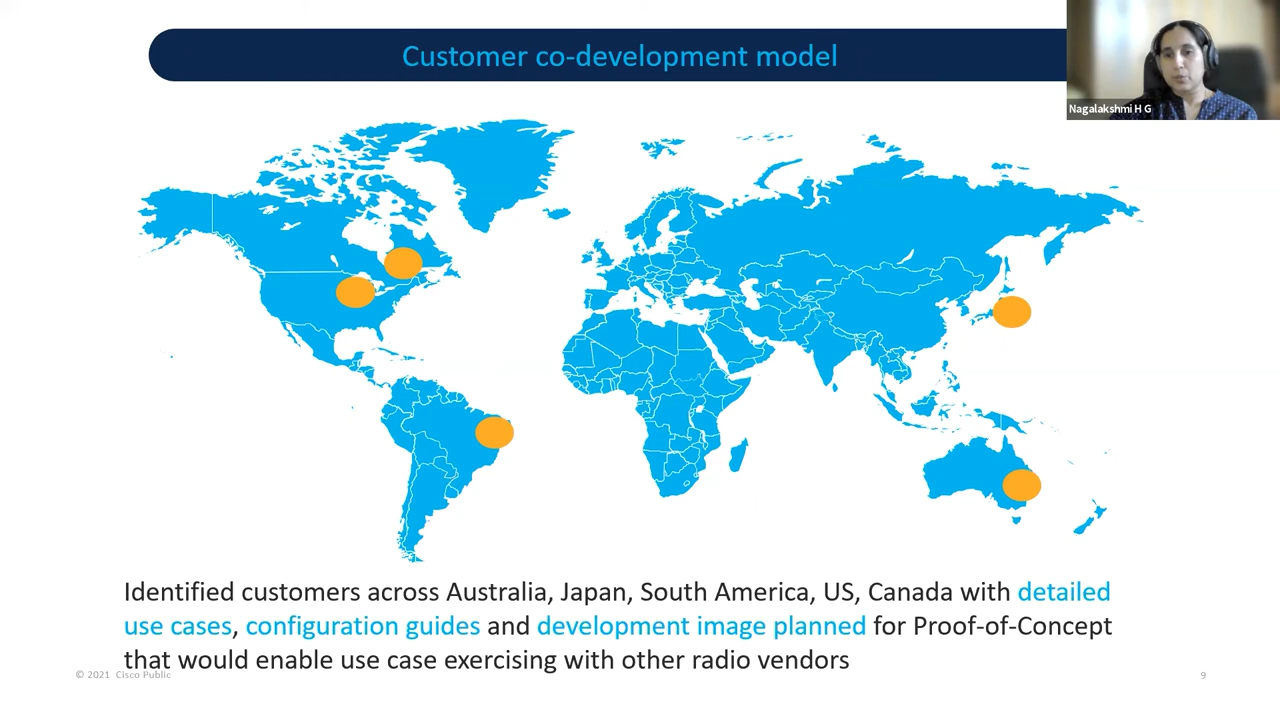 Customer co-development model
Nagalakshmi H G
Identified customers across Australia, Japan, South America, US, Canada with detailed
use cases, configuration guides and development image planned for Proof-of-Concept
that would enable use case exercising with other radio vendors
© 2021 Cisco Public
9